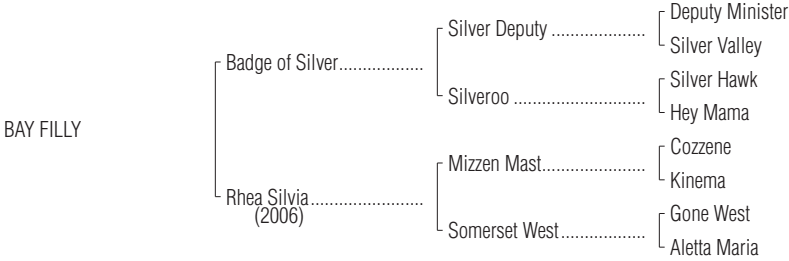 Deputy Minister
Silver Deputy ....................
Silver Valley
Badge of Silver..................
Silver Hawk
Silveroo ............................
Hey Mama
BAY FILLY
Cozzene
Mizzen Mast......................
Kinema
Rhea Silvia........................
(2006)
Gone West
Somerset West..................
Aletta Maria